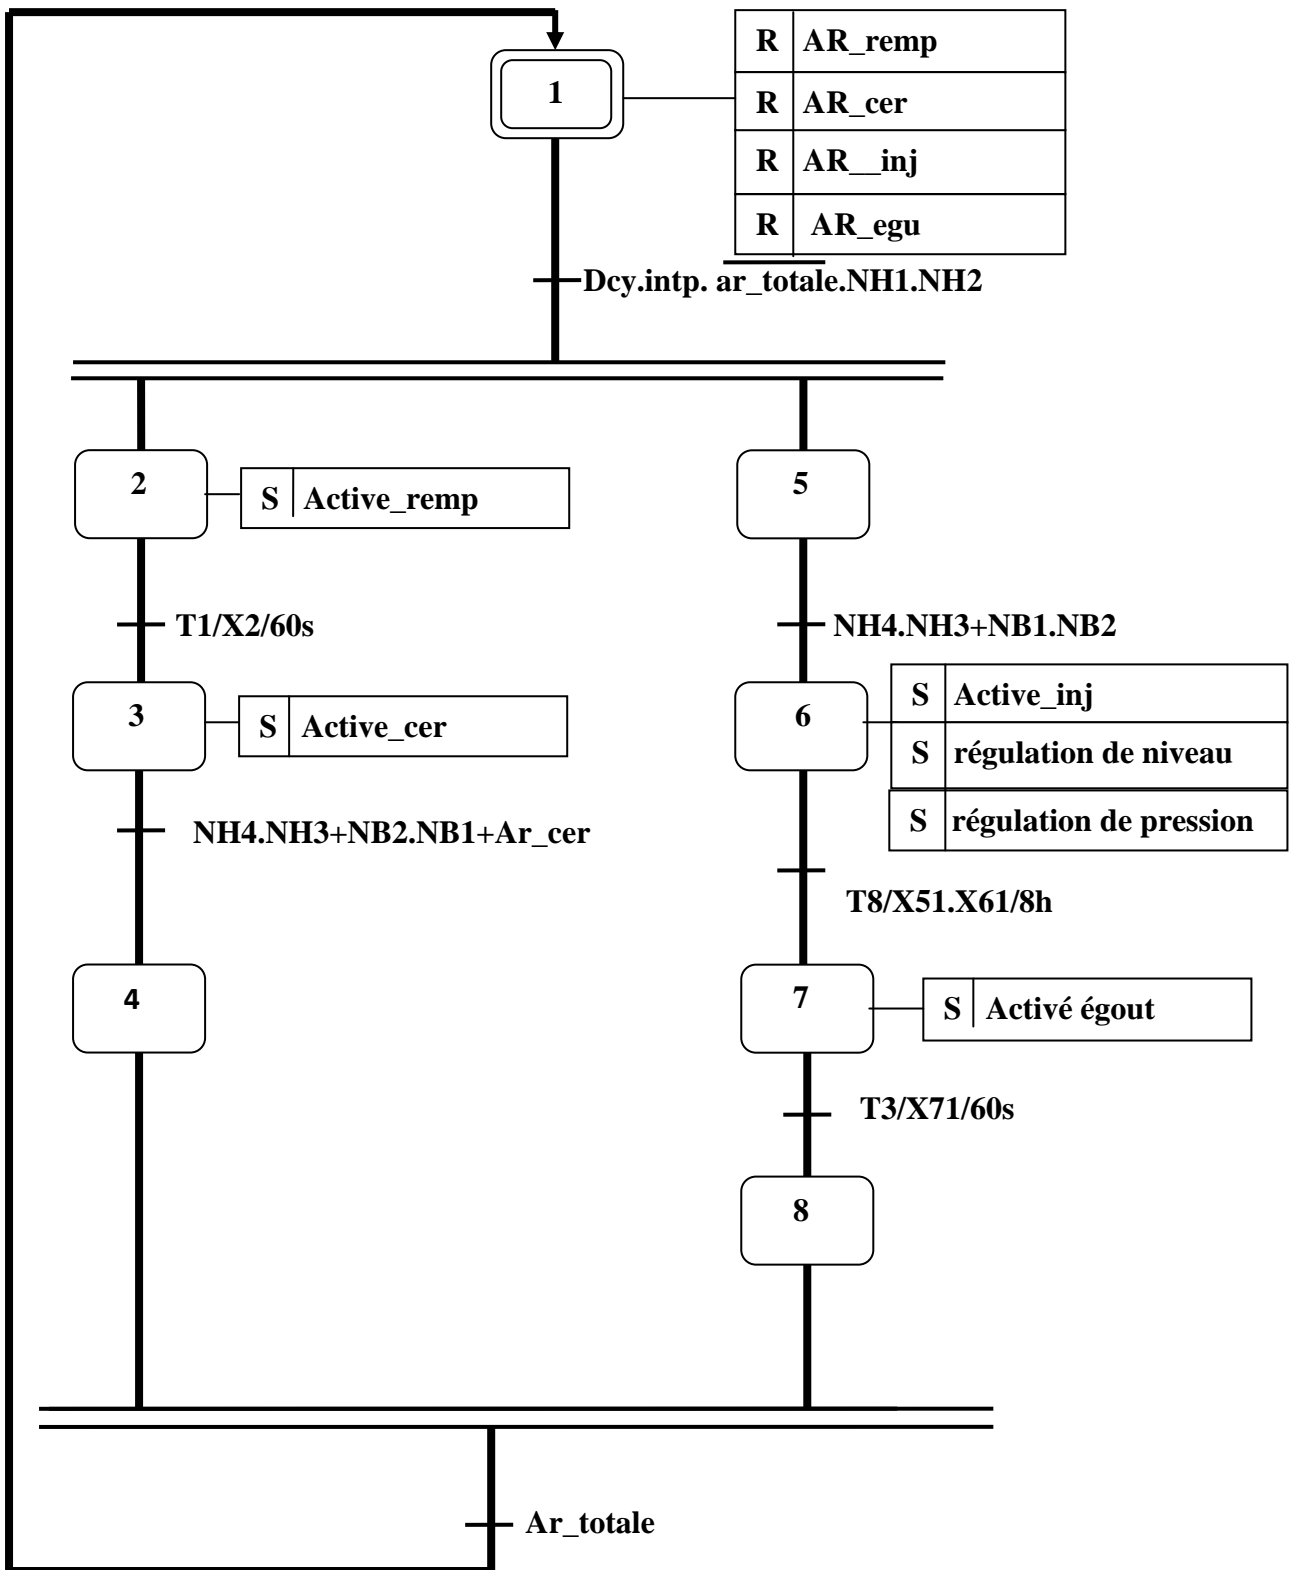 1
R AR_remp
R AR_cer
R AR__inj
R AR_egu
Dcy.intp. ar_totale.NH1.NH2
2
S Active_remp
5
T1/X2/60s
NH4.NH3+NB1.NB2
3
S Active_cer
6
S Active_inj
S régulation de niveau
S régulation de pression
NH4.NH3+NB2.NB1+Ar_cer
T8/X51.X61/8h
4
7
S Activé égout
T3/X71/60s
8
Ar_totale